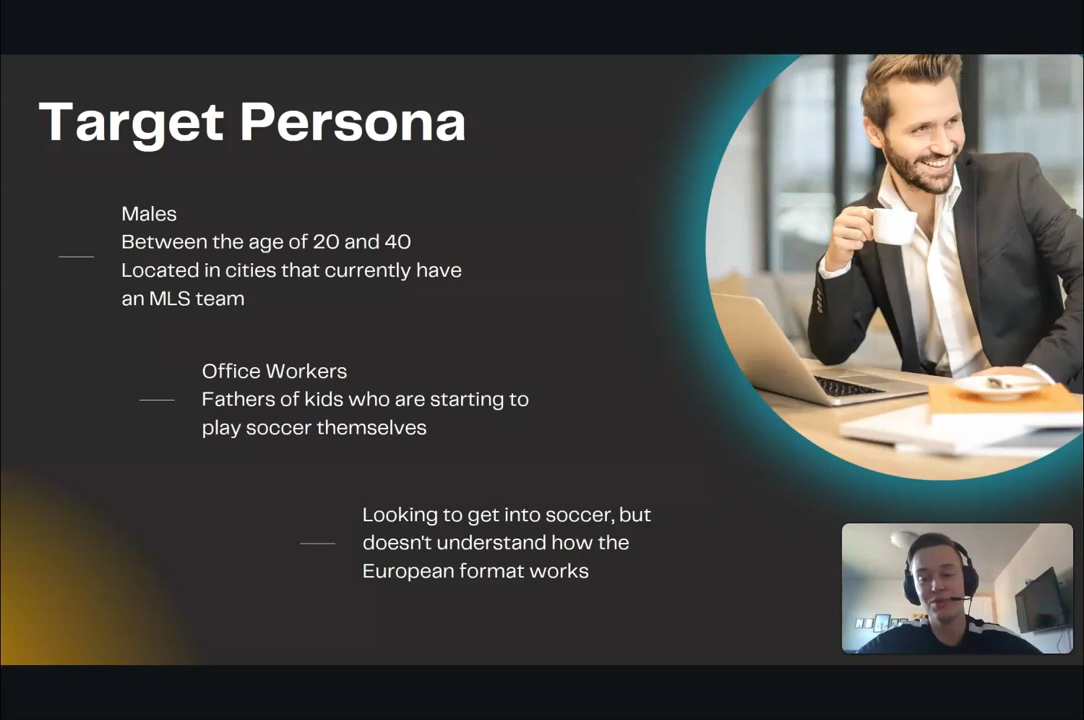 Target Persona
Males
Between the age of 20 and 40
Located in cities that currently have
an MLS team
Office Workers
Fathers of kids who are starting to
play soccer themselves
Looking to get into soccer, but
doesn't understand how the
European format works